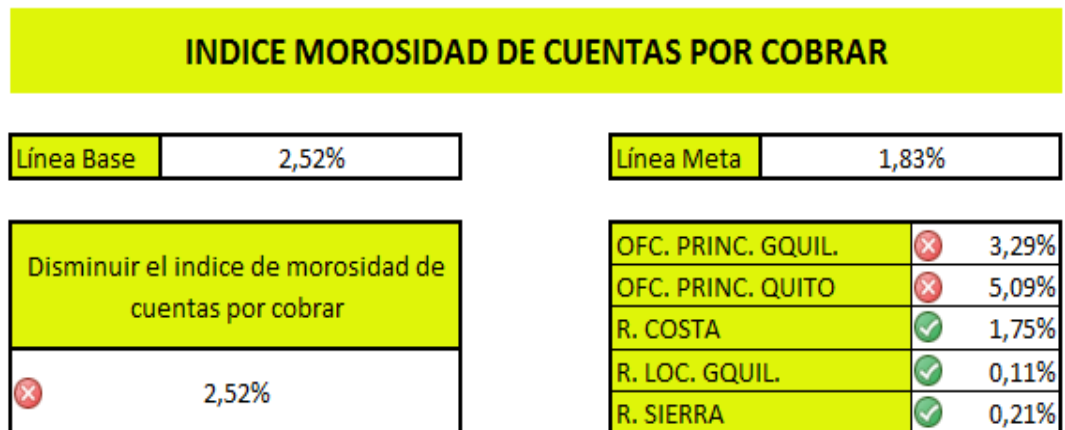 INDICE MOROSIDAD DE CUENTAS POR COBRAR
Línea Base 2,52%
Línea Meta 1,83%
Disminuir el indice de morosidad de
cuentas por cobrar
2,52%
OFC. PRINC. GQUIL. 3,29%
OFC. PRINC. QUITO 5,09%
R. COSTA 1,75%
R. LOC. GQUIL. 0,11%
R. SIERRA 0,21%